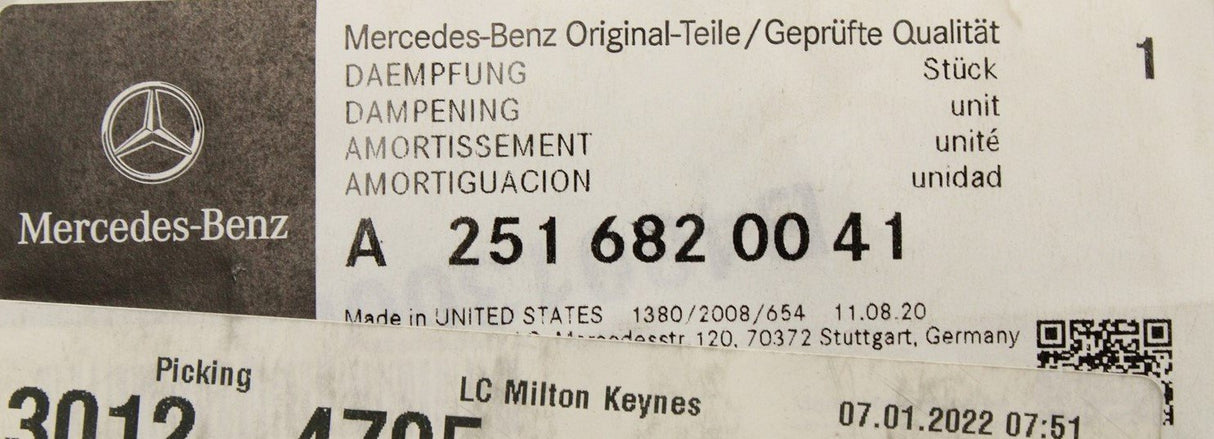 Mercedes-Benz
Mercedes-Benz Original-Teile/Geprüfte Qualität
1
DAEMPFUNG Stück
DAMPENING unit
AMORTISSEMENT unité
AMORTIGUACION unidad
A 251 682 00 41
Made in UNITED STATES 1380/2008/654 11.08.20
120, 70372 Stuttgart, Germany
Picking
LC Milton Keynes
07.01.2022 07:51
3012